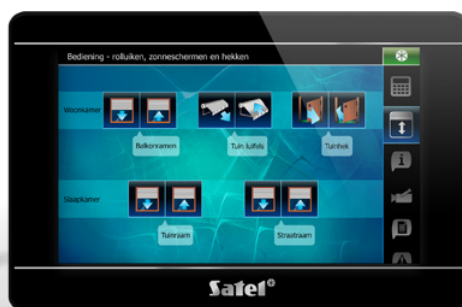 Bediening - rolluiken, zonneschermen en hekken
Woonkamer
Balkonramen
Tuin luifels
Tuinhek
Slaapkamer
Tuinraam
Straatraam
Satel®